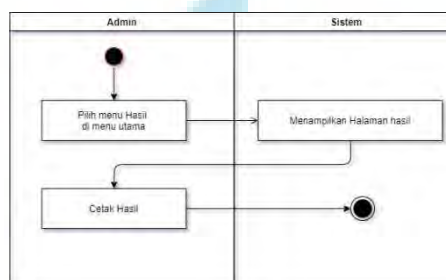 Admin
Sistem
Pilih menu Hasil
di menu utama
Menampilkan Halaman hasil
Cetak Hasil